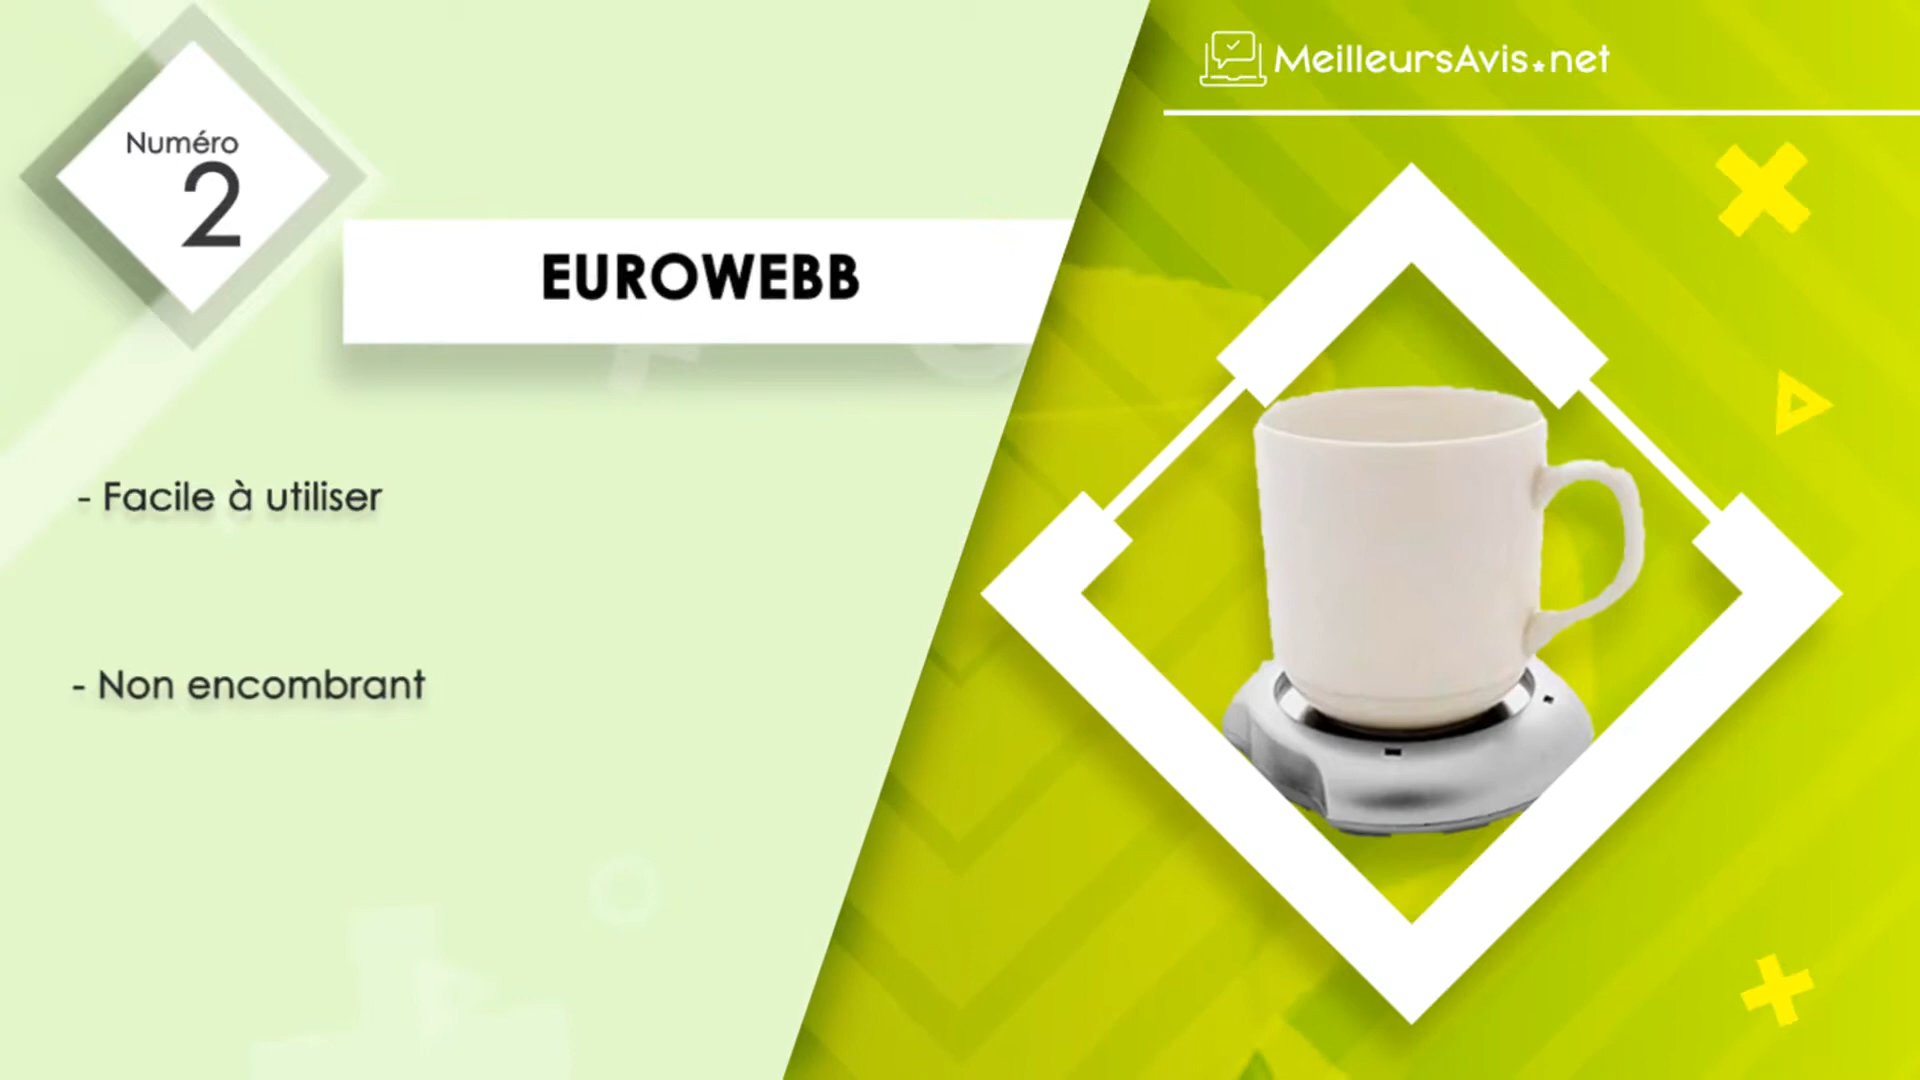 Numéro
2
EUROWEBB
- Facile à utiliser
- Non encombrant
MeilleursAvis★net